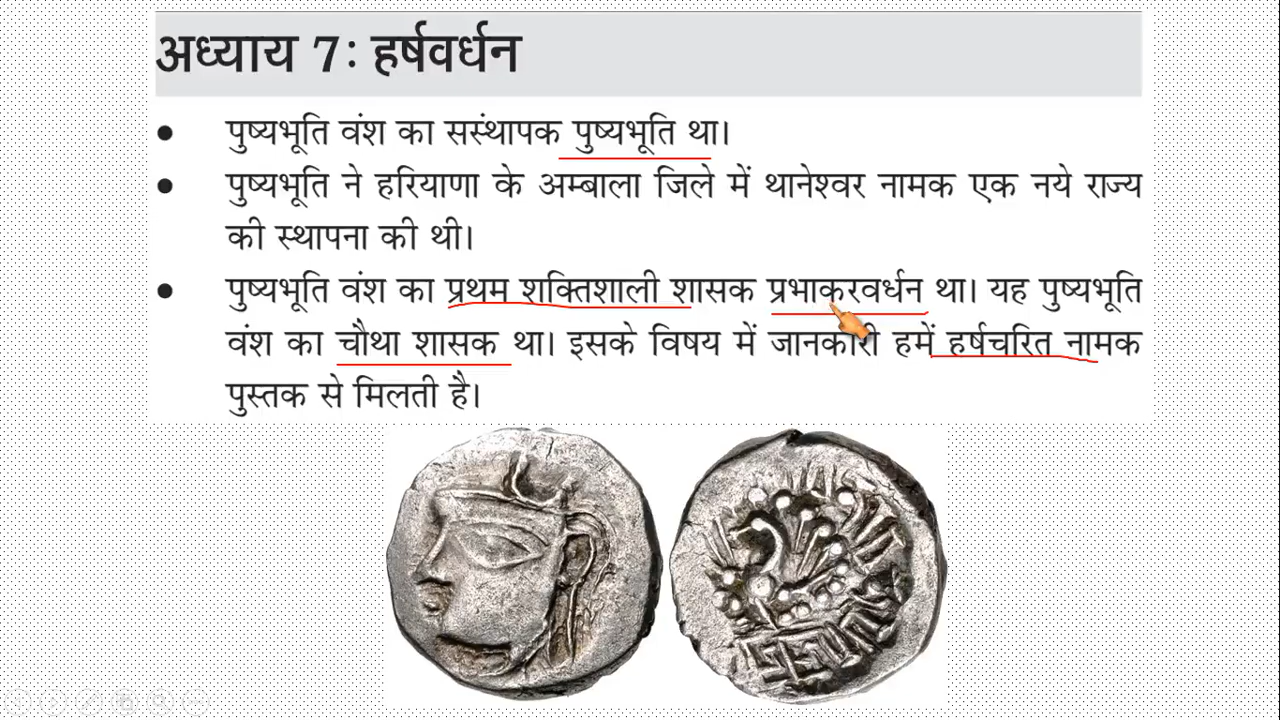 अध्याय 7: हर्षवर्धन
● पुष्यभूति वंश का सस्ंथापक पुष्यभूति था।
● पुष्यभूति ने हरियाणा के अम्बाला जिले में थानेश्वर नामक एक नये राज्य
की स्थापना की थी।
● पुष्यभूति वंश का प्रथम शक्तिशाली शासक प्रभाकरवर्धन था। यह पुष्यभूति
वंश का चौथा शासक था। इसके विषय में जानकारी हमें हर्षचरित नामक
पुस्तक से मिलती है।